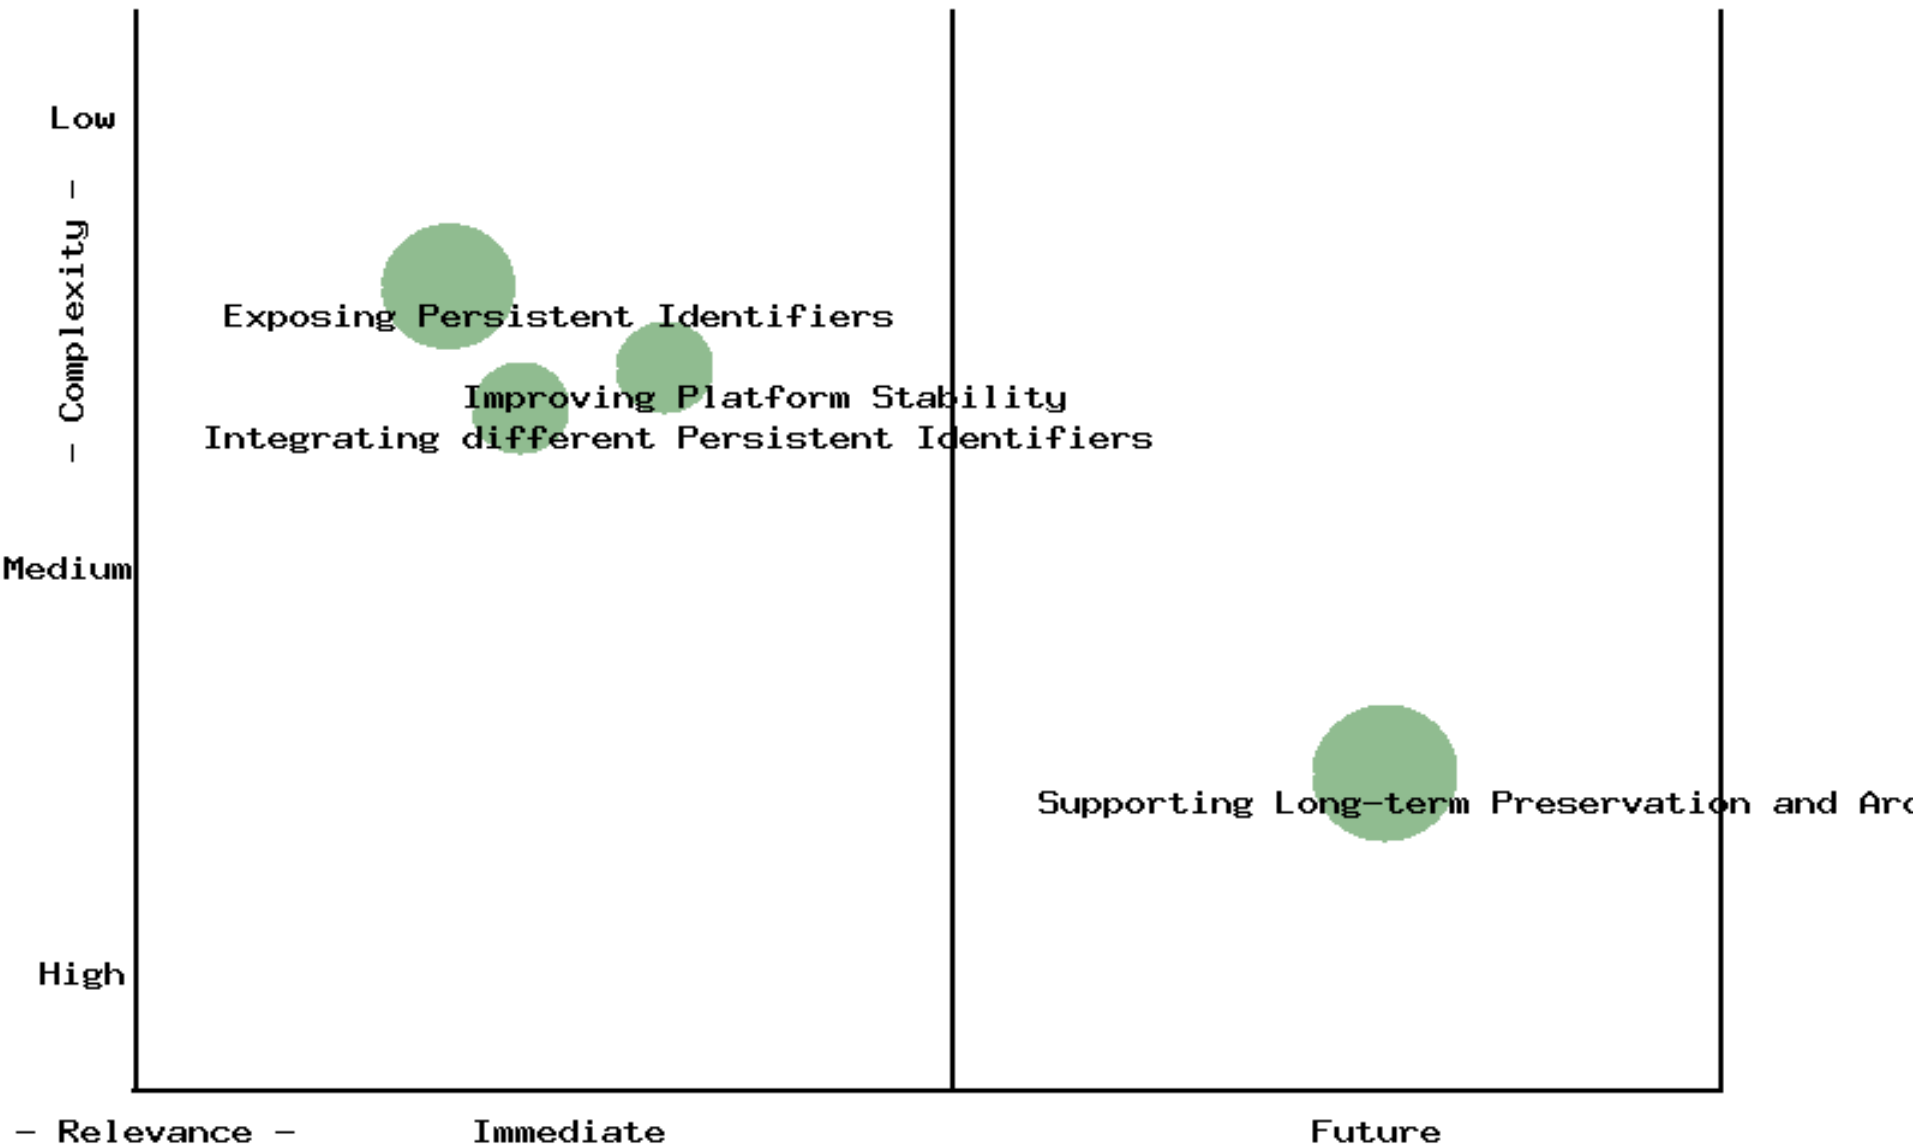 Low
- Complexity -
Exposing Persistent Identifiers
Improving Platform Stability
Integrating different Persistent Identifiers
Medium
Supporting Long-term Preservation and
High
- Relevance -
Immediate
Future